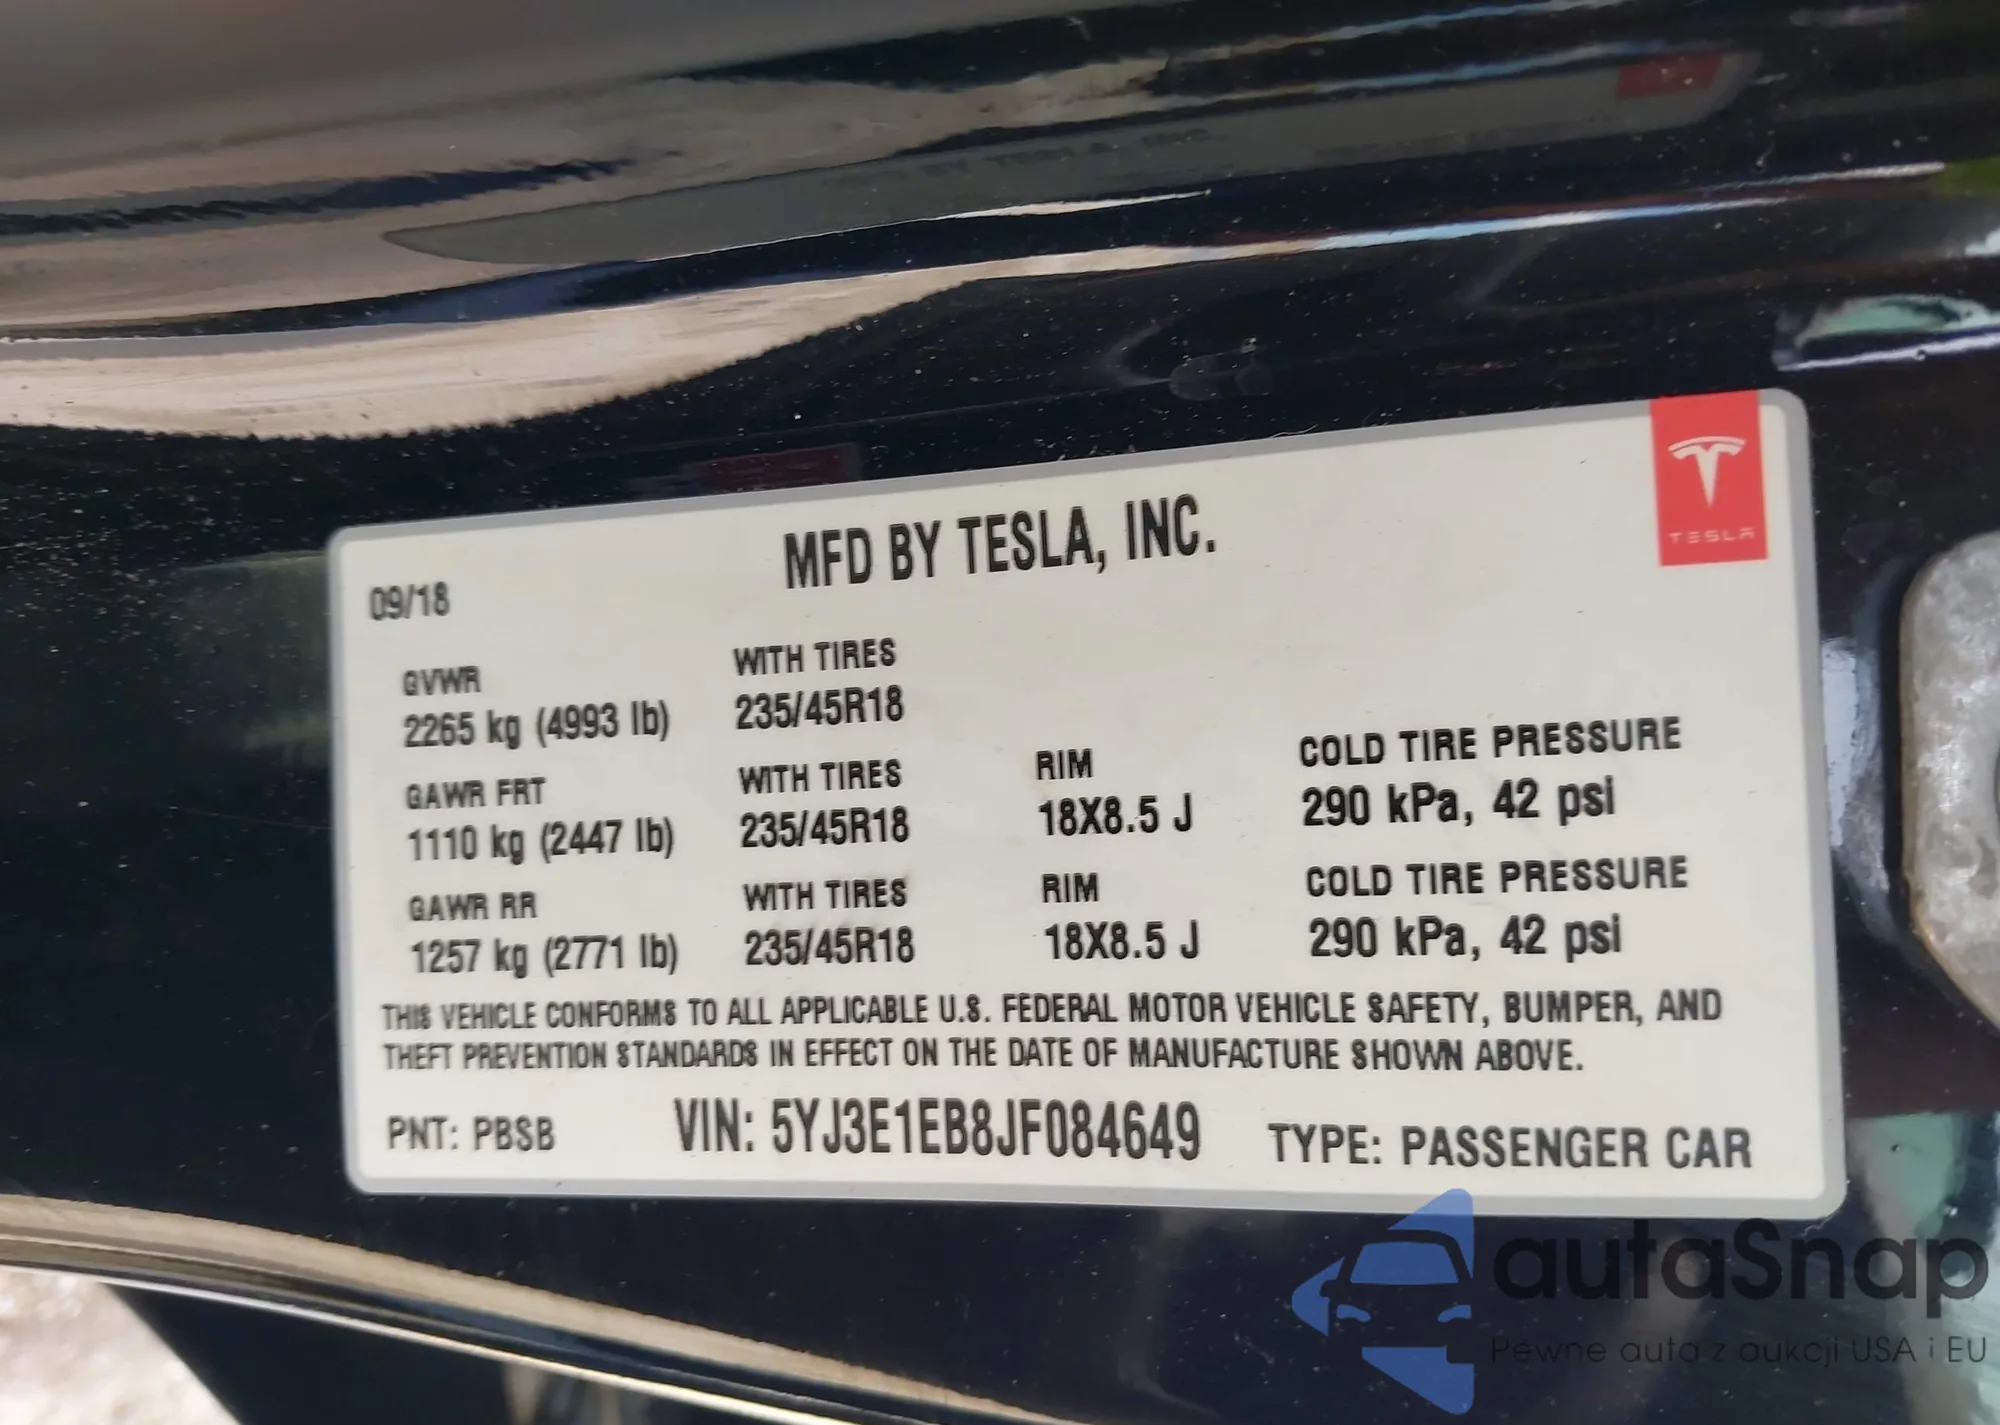 MFD BY TESLA, INC.
TESLA
09/18
GVWR
2265 kg (4993 lb)
WITH TIRES
235/45R18
GAWR FRT
1110 kg (2447 lb)
WITH TIRES
235/45R18
RIM
18X8.5 J
COLD TIRE PRESSURE
290 kPa, 42 psi
GAWR RR
1257 kg (2771 lb)
WITH TIRES
235/45R18
RIM
18X8.5 J
COLD TIRE PRESSURE
290 kPa, 42 psi
THIS VEHICLE CONFORMS TO ALL APPLICABLE U.S. FEDERAL MOTOR VEHICLE SAFETY, BUMPER, AND
THEFT PREVENTION STANDARDS IN EFFECT ON THE DATE OF MANUFACTURE SHOWN ABOVE.
PNT: PBSB
VIN: 5YJ3E1EB8JF084649
TYPE: PASSENGER CAR
autaSnap
Pewne auta z aukcji USA i EU